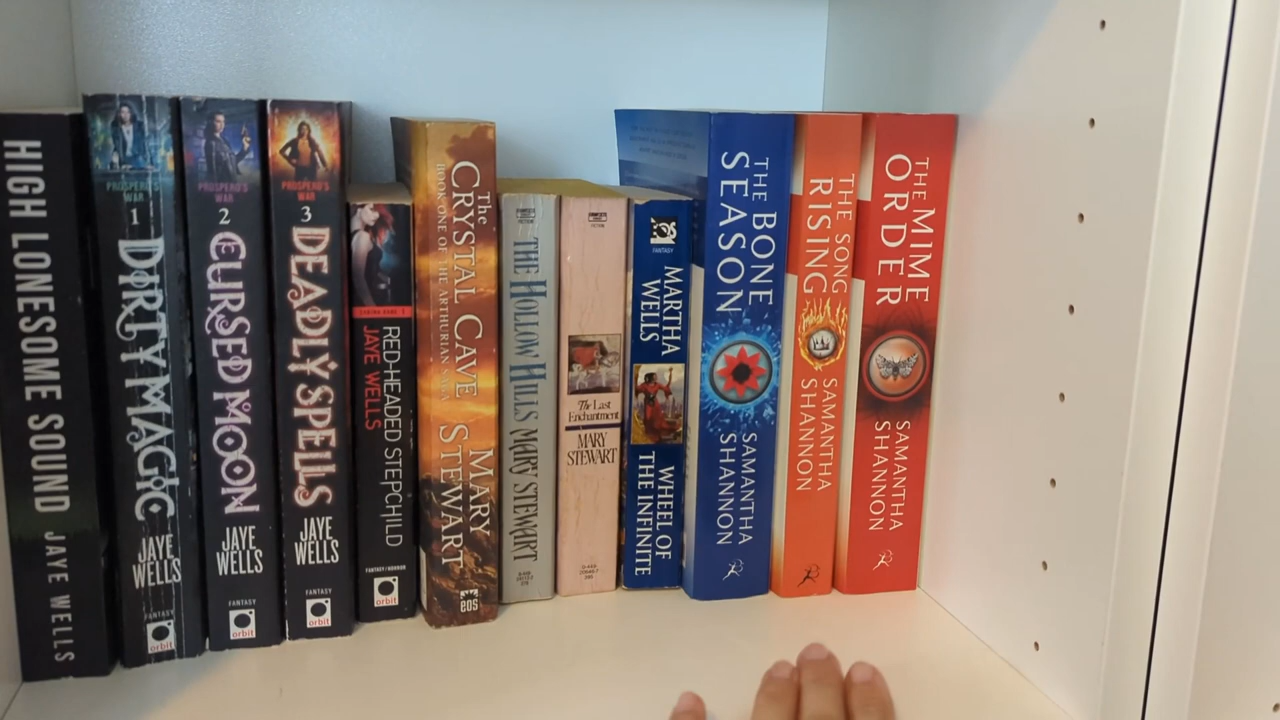 HIGH LONESOME SOUND JAYE WELLS
PROSPERO'S
WAR
1
DIRTY MAGIC
JAYE
WELLS
FANTASY
orbit
PROSPERO'S
WAR
2
CURSED MOON
JAYE
WELLS
FANTASY
orbit
PROSPERO'S
WAR
3
DEADLY SPELLS
JAYE
WELLS
FANTASY
orbit
RED-HEADED STEPCHILD
JAYE WELLS
FANTASY/HORROR
orbit
The
CRYSTAL CAVE
BOOK ONE OF THE ARTHURIAN SAGA
MARY
STEWART
eos
FICTION
THE HOLLOW HILLS MARY STEWART
FICTION
The Last
Enchantment
MARY
STEWART
eos
FANTASY
MARTHA
WELLS
WHEEL OF
THE INFINITE
THE BONE
SEASON
SAMANTHA
SHANNON
THE SONG
RISING
SAMANTHA
SHANNON
THE MIME
ORDER
SAMANTHA
SHANNON